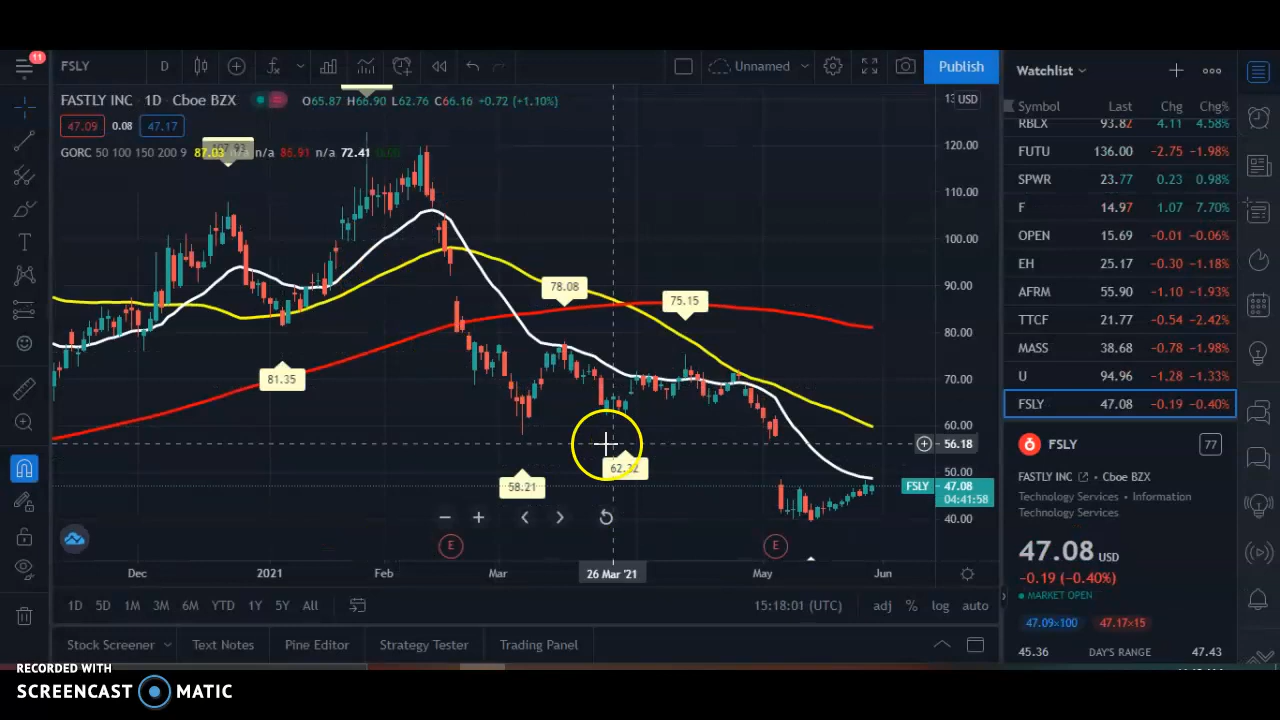 11
FSLY D Unnamed Publish
FASTLY INC · 1D · Cboe BZX O65.87 H66.90 L62.76 C66.16 +0.72 (+1.10%)
47.09 0.08 47.17
GORC 50 100 150 200 9 87.03 n/a n/a 86.91 n/a 72.41
USD
120.00
110.00
100.00
90.00
80.00
70.00
60.00
56.18
50.00
FSLY 47.08
04:41:58
40.00
81.35
78.08
75.15
62.32
58.21
E
E
Dec 2021 Feb Mar 26 Mar '21 May Jun
1D 5D 1M 3M 6M YTD 1Y 5Y All 15:18:01 (UTC) adj % log auto
Stock Screener Text Notes Pine Editor Strategy Tester Trading Panel
Watchlist
Symbol Last Chg Chg%
RBLX 93.82 4.11 4.58%
FUTU 136.00 −2.75 −1.98%
SPWR 23.77 0.23 0.98%
F 14.97 1.07 7.70%
OPEN 15.69 −0.01 −0.06%
EH 25.17 −0.30 −1.18%
AFRM 55.90 −1.10 −1.93%
TTCF 21.77 −0.54 −2.42%
MASS 38.68 −0.78 −1.98%
U 94.96 −1.28 −1.33%
FSLY 47.08 −0.19 −0.40%
FSLY 77
FASTLY INC · Cboe BZX
Technology Services · Information
Technology Services
47.08 USD
−0.19 (−0.40%)
MARKET OPEN
47.09×100 47.17×15
45.36 DAY'S RANGE 47.43
RECORDED WITH
SCREENCAST MATIC